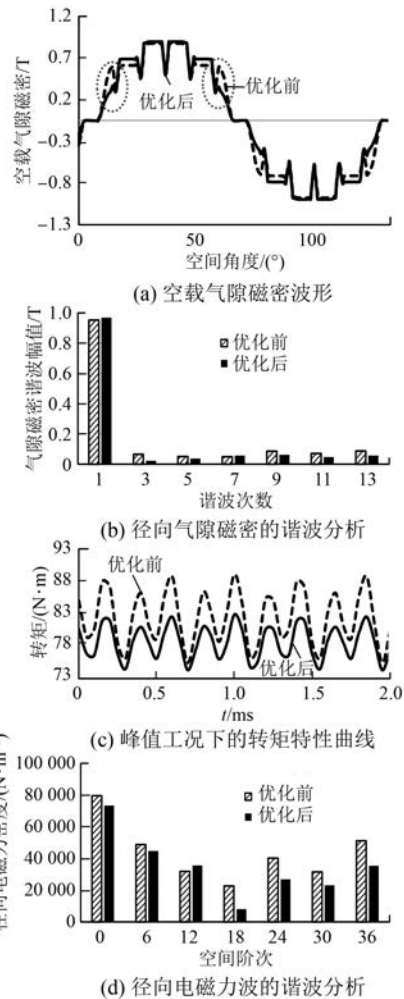 空载气隙磁密/T
1.2
0.7
0.2
−0.3
−0.8
−1.3
优化前
优化后
0 50 100
空间角度/(°)
(a) 空载气隙磁密波形
气隙磁密谐波幅值/T
1.0
0.8
0.6
0.4
0.2
0
优化前
优化后
1 3 5 7 9 11 13
谐波次数
(b) 径向气隙磁密的谐波分析
转矩/(N·m)
93
88
83
78
73
优化前
优化后
0 0.5 1.0 1.5 2.0
t/ms
(c) 峰值工况下的转矩特性曲线
径向电磁力密度/(N·m
100 000
80 000
60 000
40 000
20 000
0
优化前
优化后
0 6 12 18 24 30 36
空间阶次
(d) 径向电磁力波的谐波分析